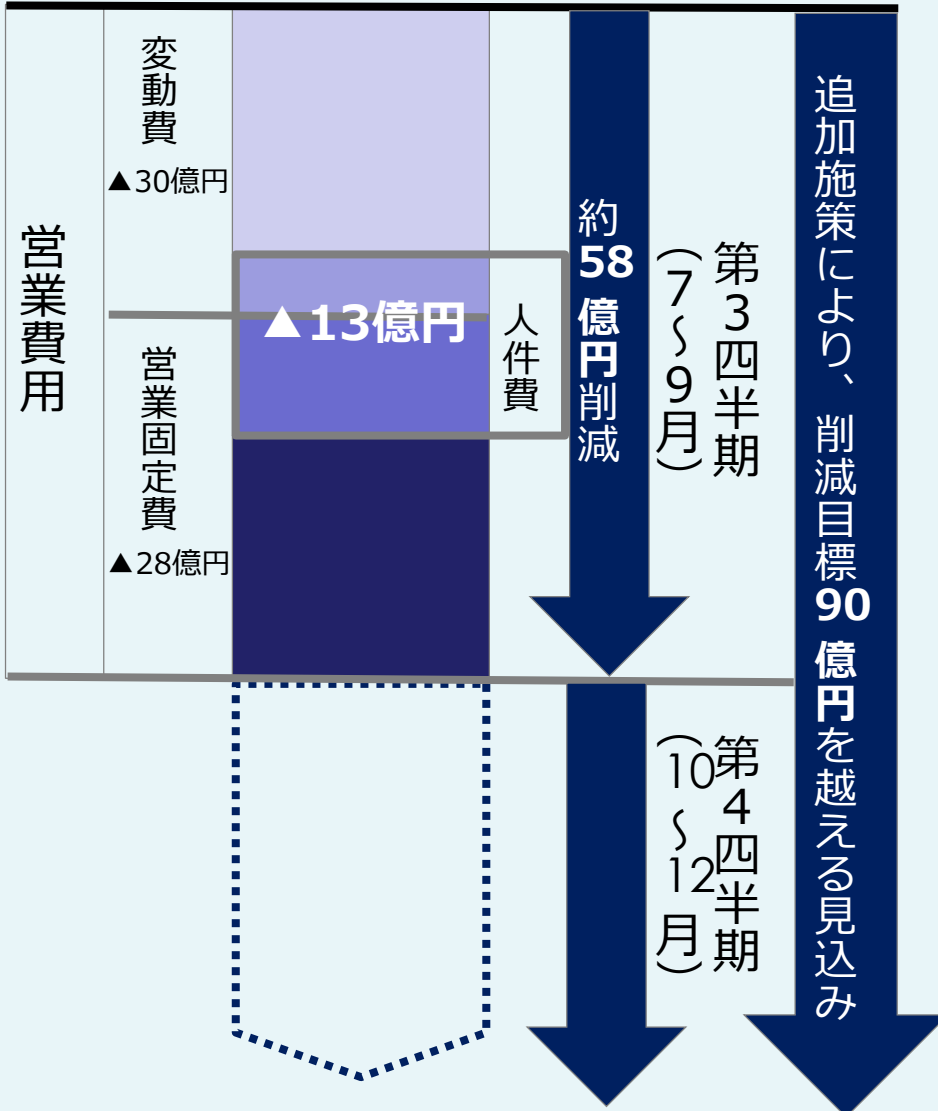 営業費用
変動費
▲30億円
営業固定費
▲28億円
▲13億円
人件費
約58億円削減
第3四半期
(7～9月)
第4四半期
(10～12月)
追加施策により、削減目標90億円を越える見込み